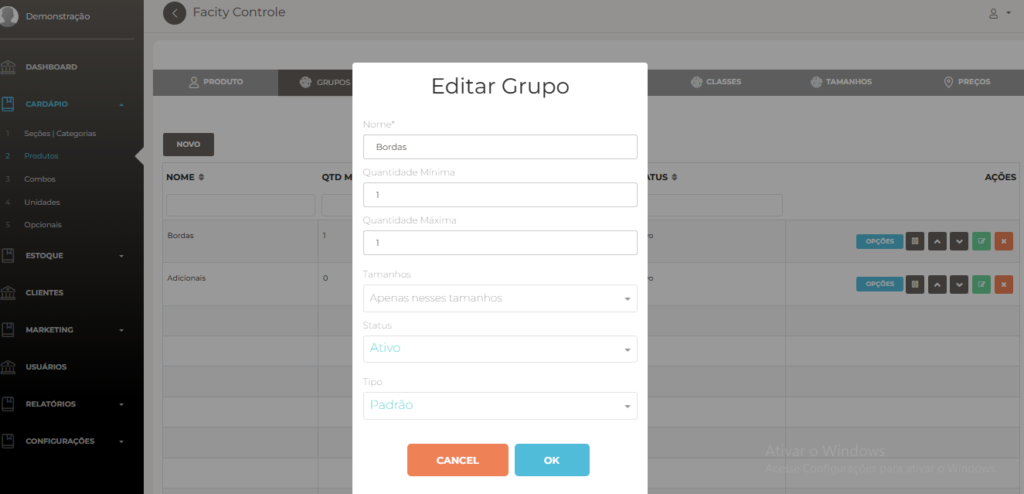 Demonstração
Facity Controle
DASHBOARD
CARDÁPIO
1 Seções | Categorias
2 Produtos
3 Combos
4 Unidades
5 Opcionais
ESTOQUE
CLIENTES
MARKETING
USUÁRIOS
RELATÓRIOS
CONFIGURAÇÕES
PRODUTO
GRUPOS
CLASSES
TAMANHOS
PREÇOS
NOVO
NOME
QTD M
ATUS
AÇÕES
Bordas
1
vo
OPÇÕES
Adicionais
0
vo
OPÇÕES
Editar Grupo
Nome*
Bordas
Quantidade Mínima
1
Quantidade Máxima
1
Tamanhos
Apenas nesses tamanhos
Status
Ativo
Tipo
Padrão
CANCEL
OK
Ativar o Windows
Acesse Configurações para ativar o Windows.